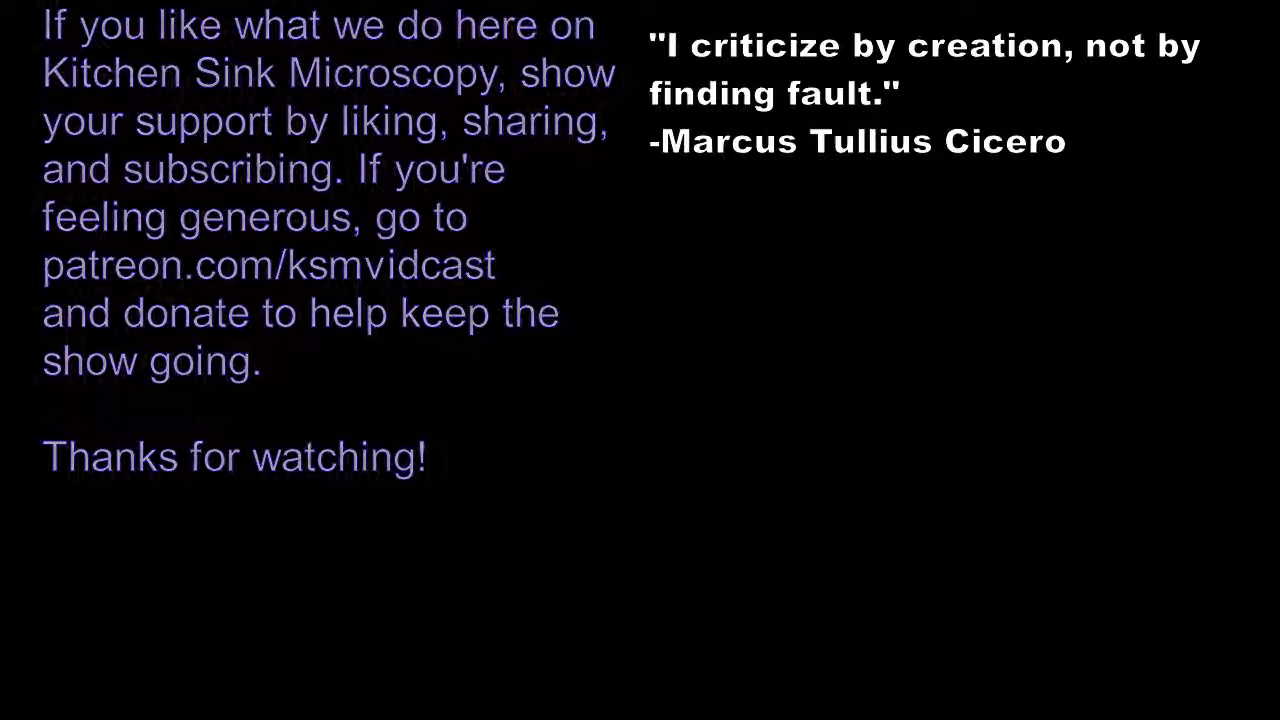 If you like what we do here on
Kitchen Sink Microscopy, show
your support by liking, sharing,
and subscribing. If you're
feeling generous, go to
patreon.com/ksmvidcast
and donate to help keep the
show going.
Thanks for watching!
"I criticize by creation, not by
finding fault."
-Marcus Tullius Cicero